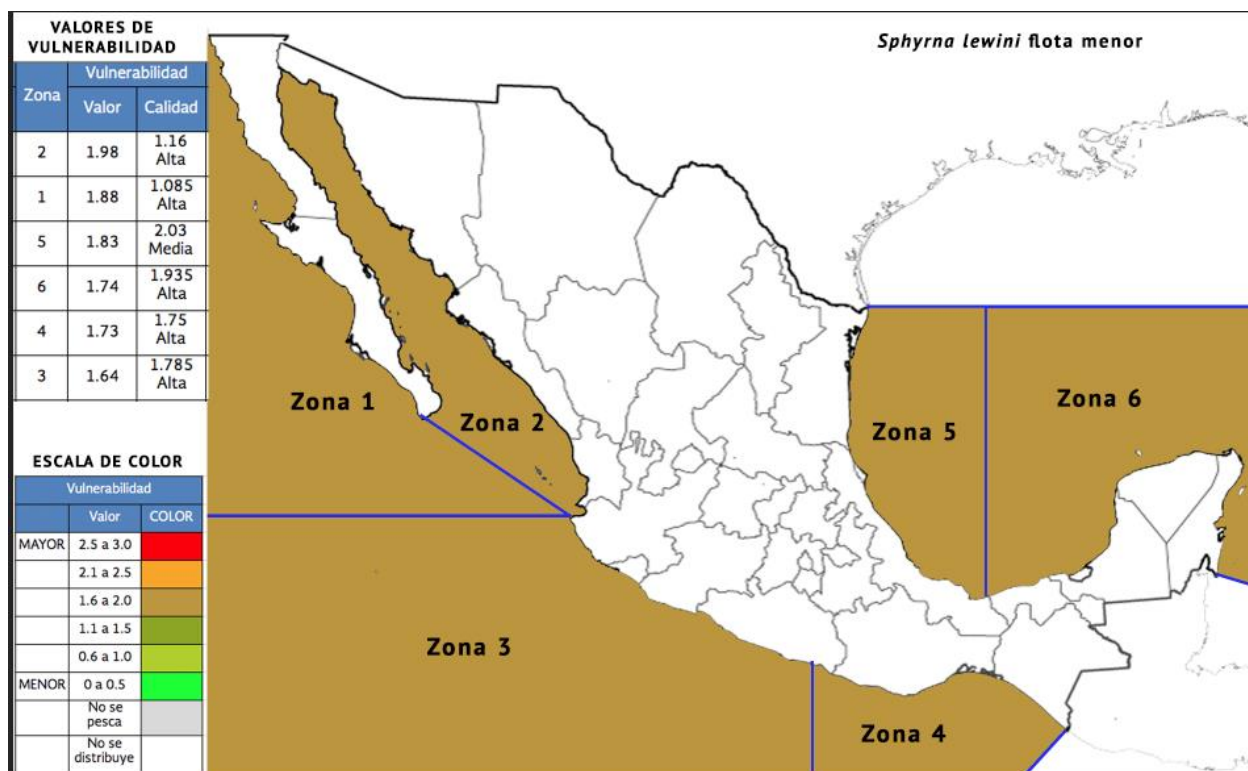 VALORES DE
VULNERABILIDAD
Zona
Vulnerabilidad
Valor
Calidad
2
1.98
1.16
Alta
1
1.88
1.085
Alta
5
1.83
2.03
Media
6
1.74
1.935
Alta
4
1.73
1.75
Alta
3
1.64
1.785
Alta
ESCALA DE COLOR
Vulnerabilidad
Valor
COLOR
MAYOR
2.5 a 3.0
2.1 a 2.5
1.6 a 2.0
1.1 a 1.5
0.6 a 1.0
MENOR
0 a 0.5
No se
pesca
No se
distribuye
Sphyrna lewini flota menor
Zona 1
Zona 2
Zona 5
Zona 6
Zona 3
Zona 4